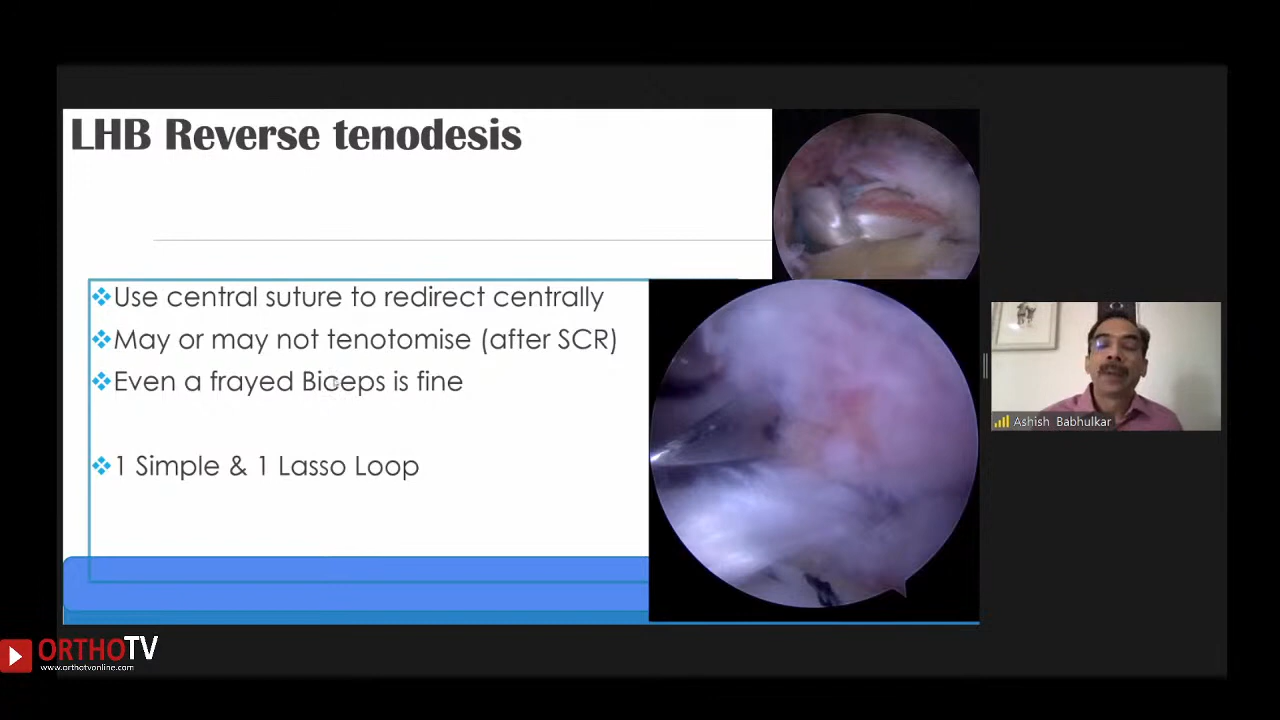 LHB Reverse tenodesis
Use central suture to redirect centrally
May or may not tenotomise (after SCR)
Even a frayed Biceps is fine
1 Simple & 1 Lasso Loop
Ashish Babhulkar
ORTHOTV
www.orthotvonline.com